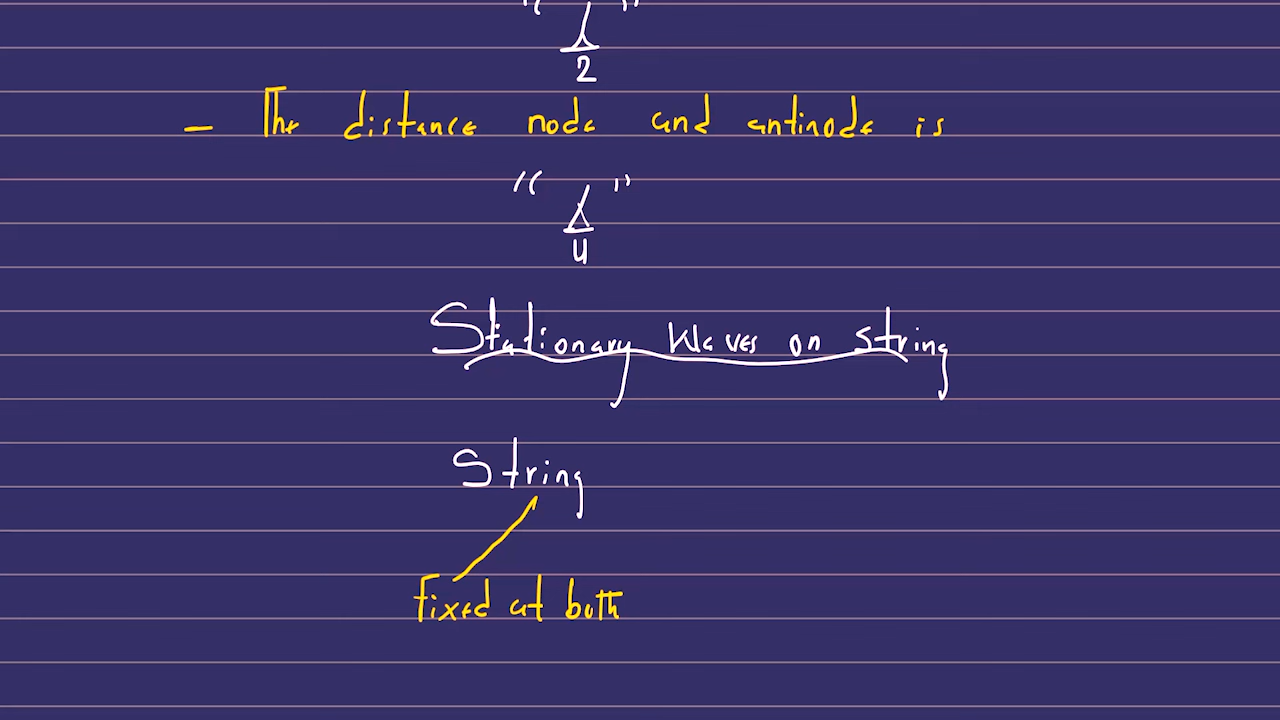 " λ/2 "
– The distance node and antinode is
" λ/4 "
Stationary Waves on string
String
fixed at both